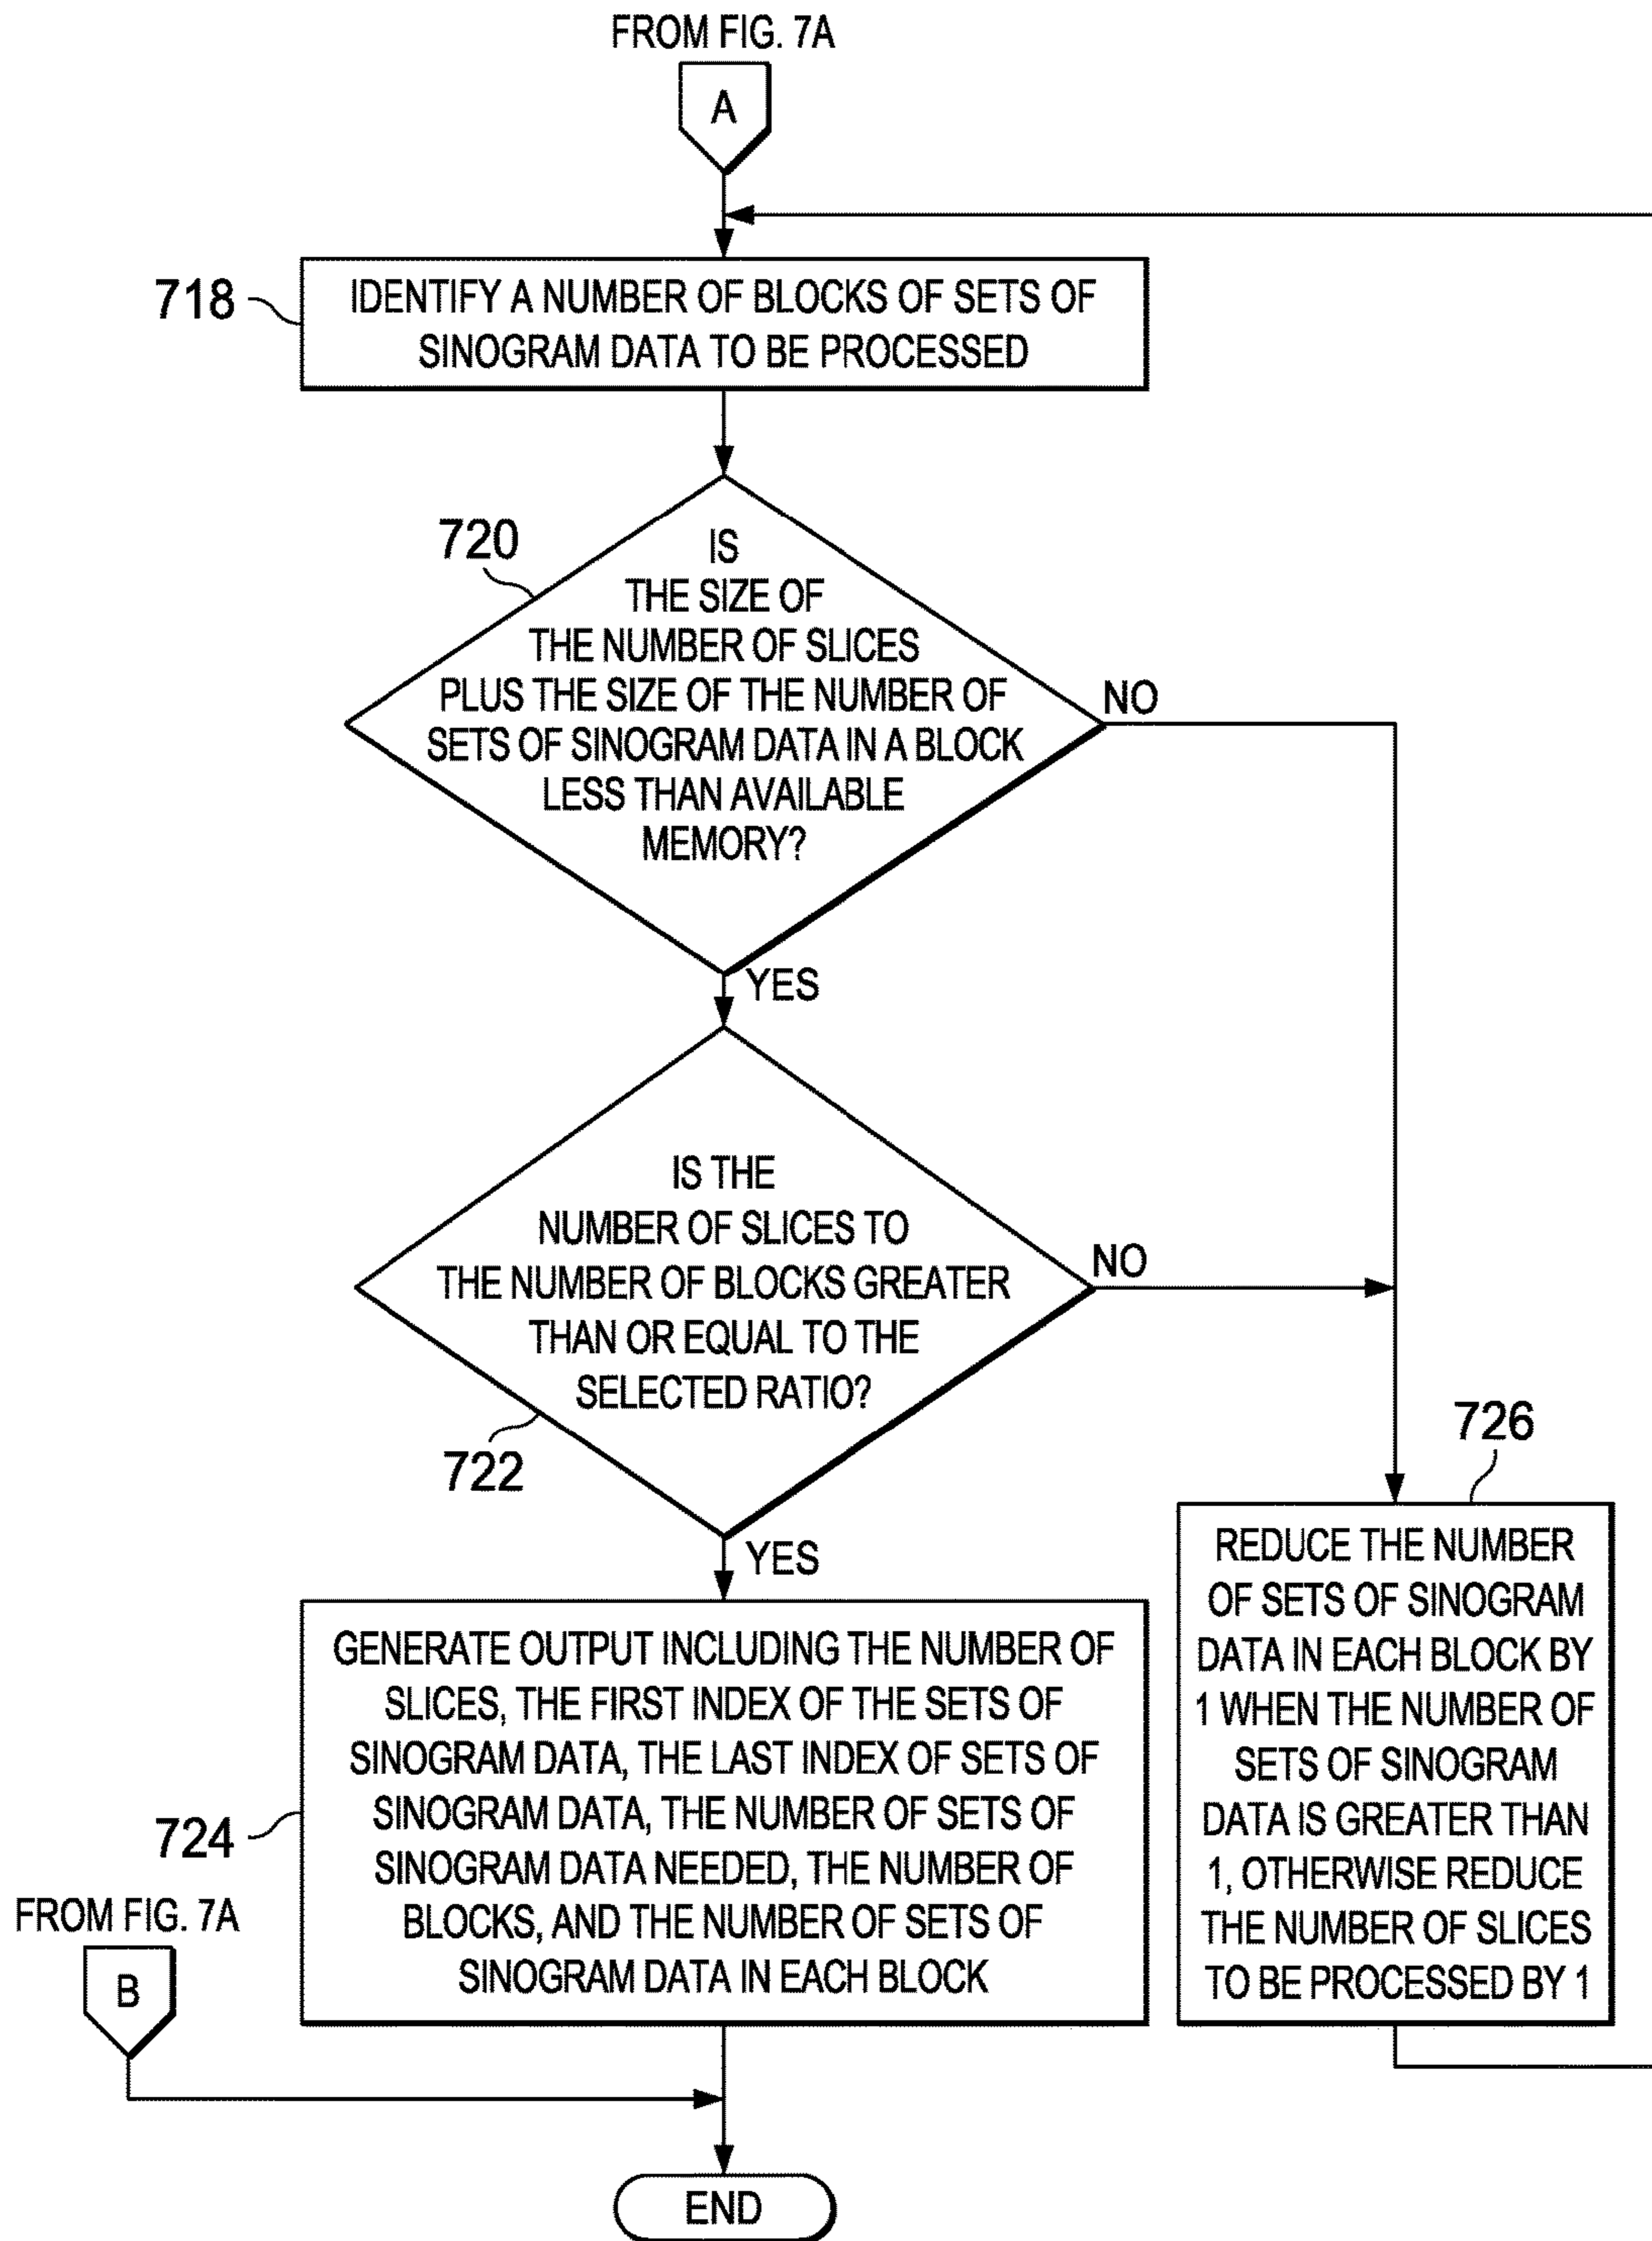 FROM FIG. 7A
A
718
IDENTIFY A NUMBER OF BLOCKS OF SETS OF
SINOGRAM DATA TO BE PROCESSED
720
IS
THE SIZE OF
THE NUMBER OF SLICES
PLUS THE SIZE OF THE NUMBER OF
SETS OF SINOGRAM DATA IN A BLOCK
LESS THAN AVAILABLE
MEMORY?
NO
YES
IS THE
NUMBER OF SLICES TO
THE NUMBER OF BLOCKS GREATER
THAN OR EQUAL TO THE
SELECTED RATIO?
NO
722
YES
726
REDUCE THE NUMBER
OF SETS OF SINOGRAM
DATA IN EACH BLOCK BY
1 WHEN THE NUMBER OF
SETS OF SINOGRAM
DATA IS GREATER THAN
1, OTHERWISE REDUCE
THE NUMBER OF SLICES
TO BE PROCESSED BY 1
GENERATE OUTPUT INCLUDING THE NUMBER OF
SLICES, THE FIRST INDEX OF THE SETS OF
SINOGRAM DATA, THE LAST INDEX OF SETS OF
SINOGRAM DATA, THE NUMBER OF SETS OF
SINOGRAM DATA NEEDED, THE NUMBER OF
BLOCKS, AND THE NUMBER OF SETS OF
SINOGRAM DATA IN EACH BLOCK
724
FROM FIG. 7A
B
END